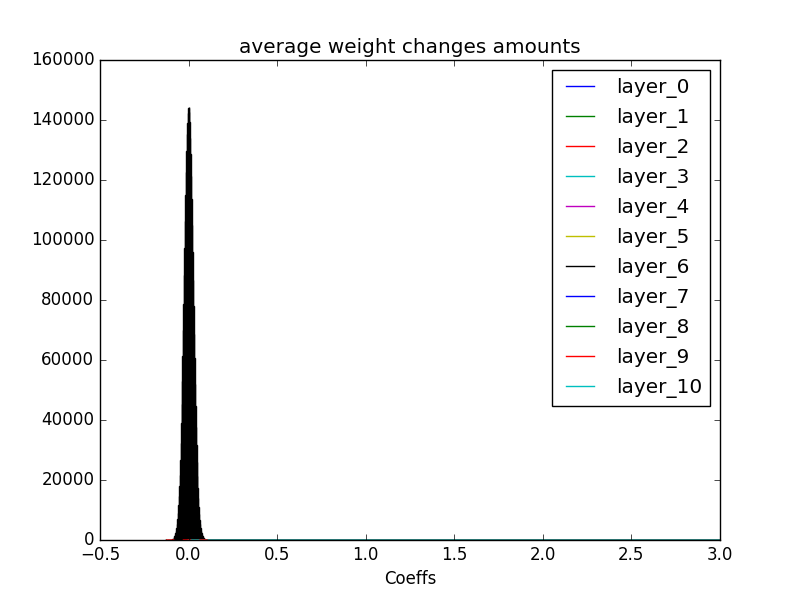 average weight changes amounts
160000
140000
120000
100000
80000
60000
40000
20000
0
−0.5 0.0 0.5 1.0 1.5 2.0 2.5 3.0
Coeffs
layer_0
layer_1
layer_2
layer_3
layer_4
layer_5
layer_6
layer_7
layer_8
layer_9
layer_10